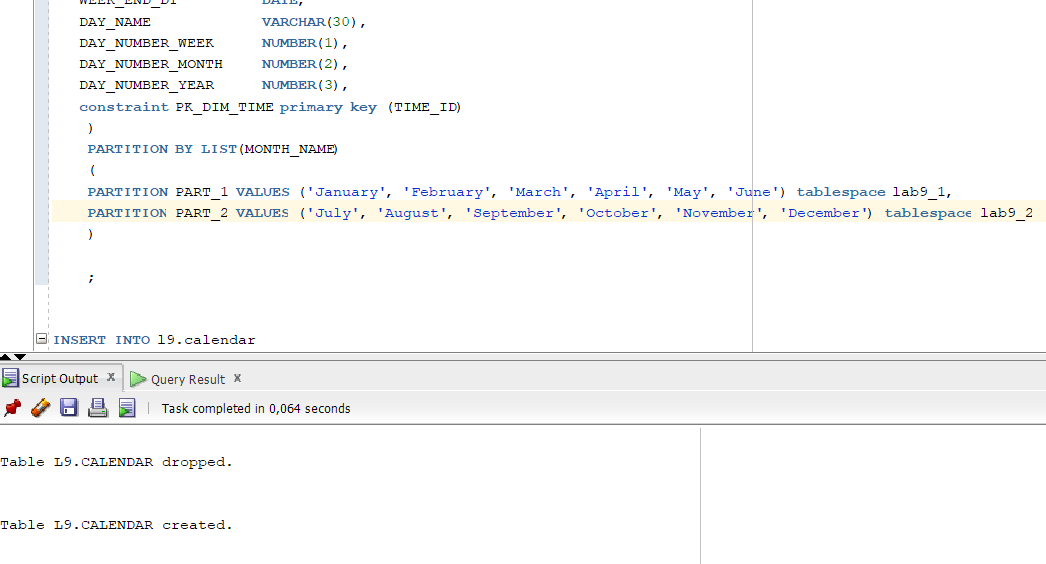 WEEK_END_DT DATE,
DAY_NAME VARCHAR(30),
DAY_NUMBER_WEEK NUMBER(1),
DAY_NUMBER_MONTH NUMBER(2),
DAY_NUMBER_YEAR NUMBER(3),
constraint PK_DIM_TIME primary key (TIME_ID)
)
PARTITION BY LIST(MONTH_NAME)
(
PARTITION PART_1 VALUES ('January', 'February', 'March', 'April', 'May', 'June') tablespace lab9_1,
PARTITION PART_2 VALUES ('July', 'August', 'September', 'October', 'November', 'December') tablespace lab9_2
)
;
INSERT INTO l9.calendar
Script Output x Query Result x
Task completed in 0,064 seconds
Table L9.CALENDAR dropped.
Table L9.CALENDAR created.